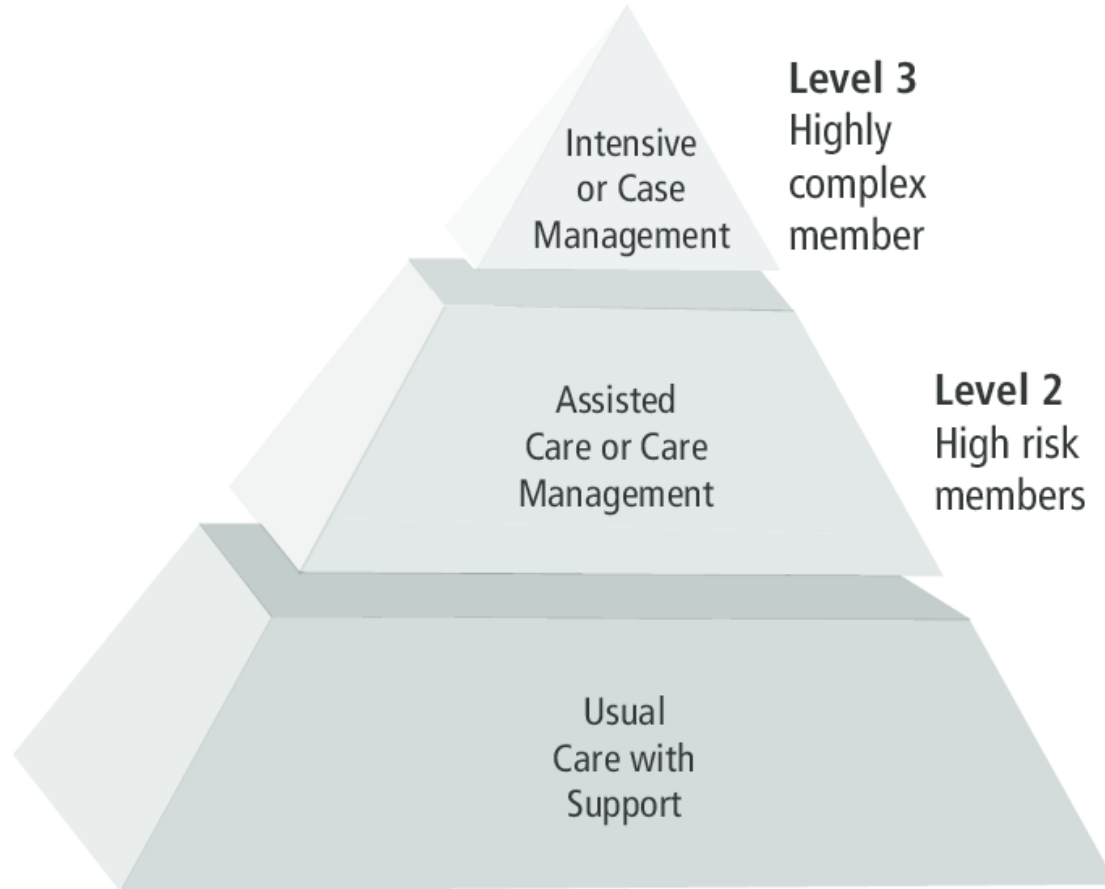 Intensive
or Case
Management
Level 3
Highly
complex
member
Assisted
Care or Care
Management
Level 2
High risk
members
Usual
Care with
Support